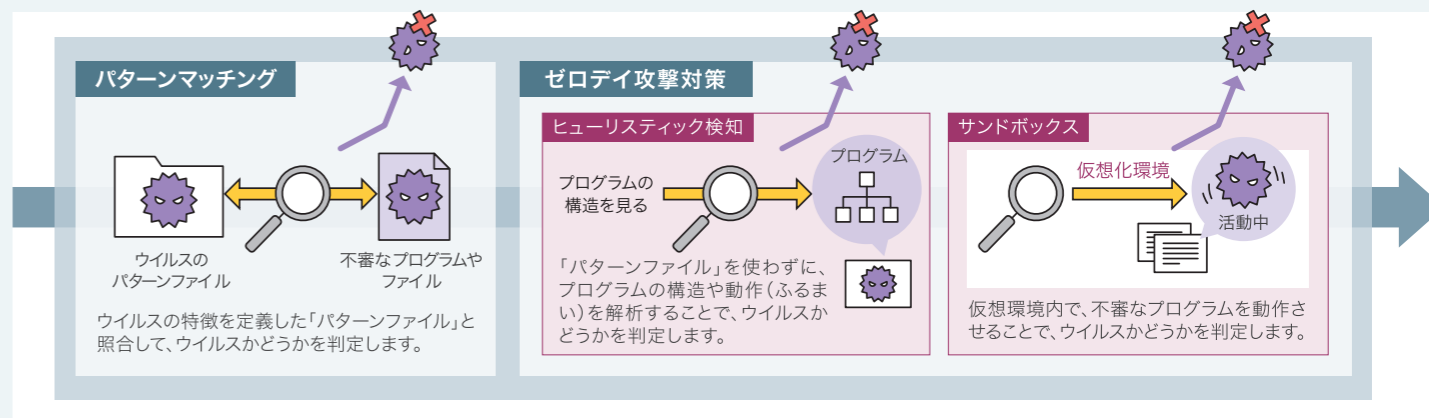 パターンマッチング
ウイルスの
パターンファイル
不審なプログラムや
ファイル
ウイルスの特徴を定義した「パターンファイル」と
照合して、ウイルスかどうかを判定します。
ゼロデイ攻撃対策
ヒューリスティック検知
プログラムの
構造を見る
プログラム
「パターンファイル」を使わずに、
プログラムの構造や動作(ふるま
い)を解析することで、ウイルスか
どうかを判定します。
サンドボックス
仮想化環境
活動中
仮想環境内で、不審なプログラムを動作さ
せることで、ウイルスかどうかを判定します。